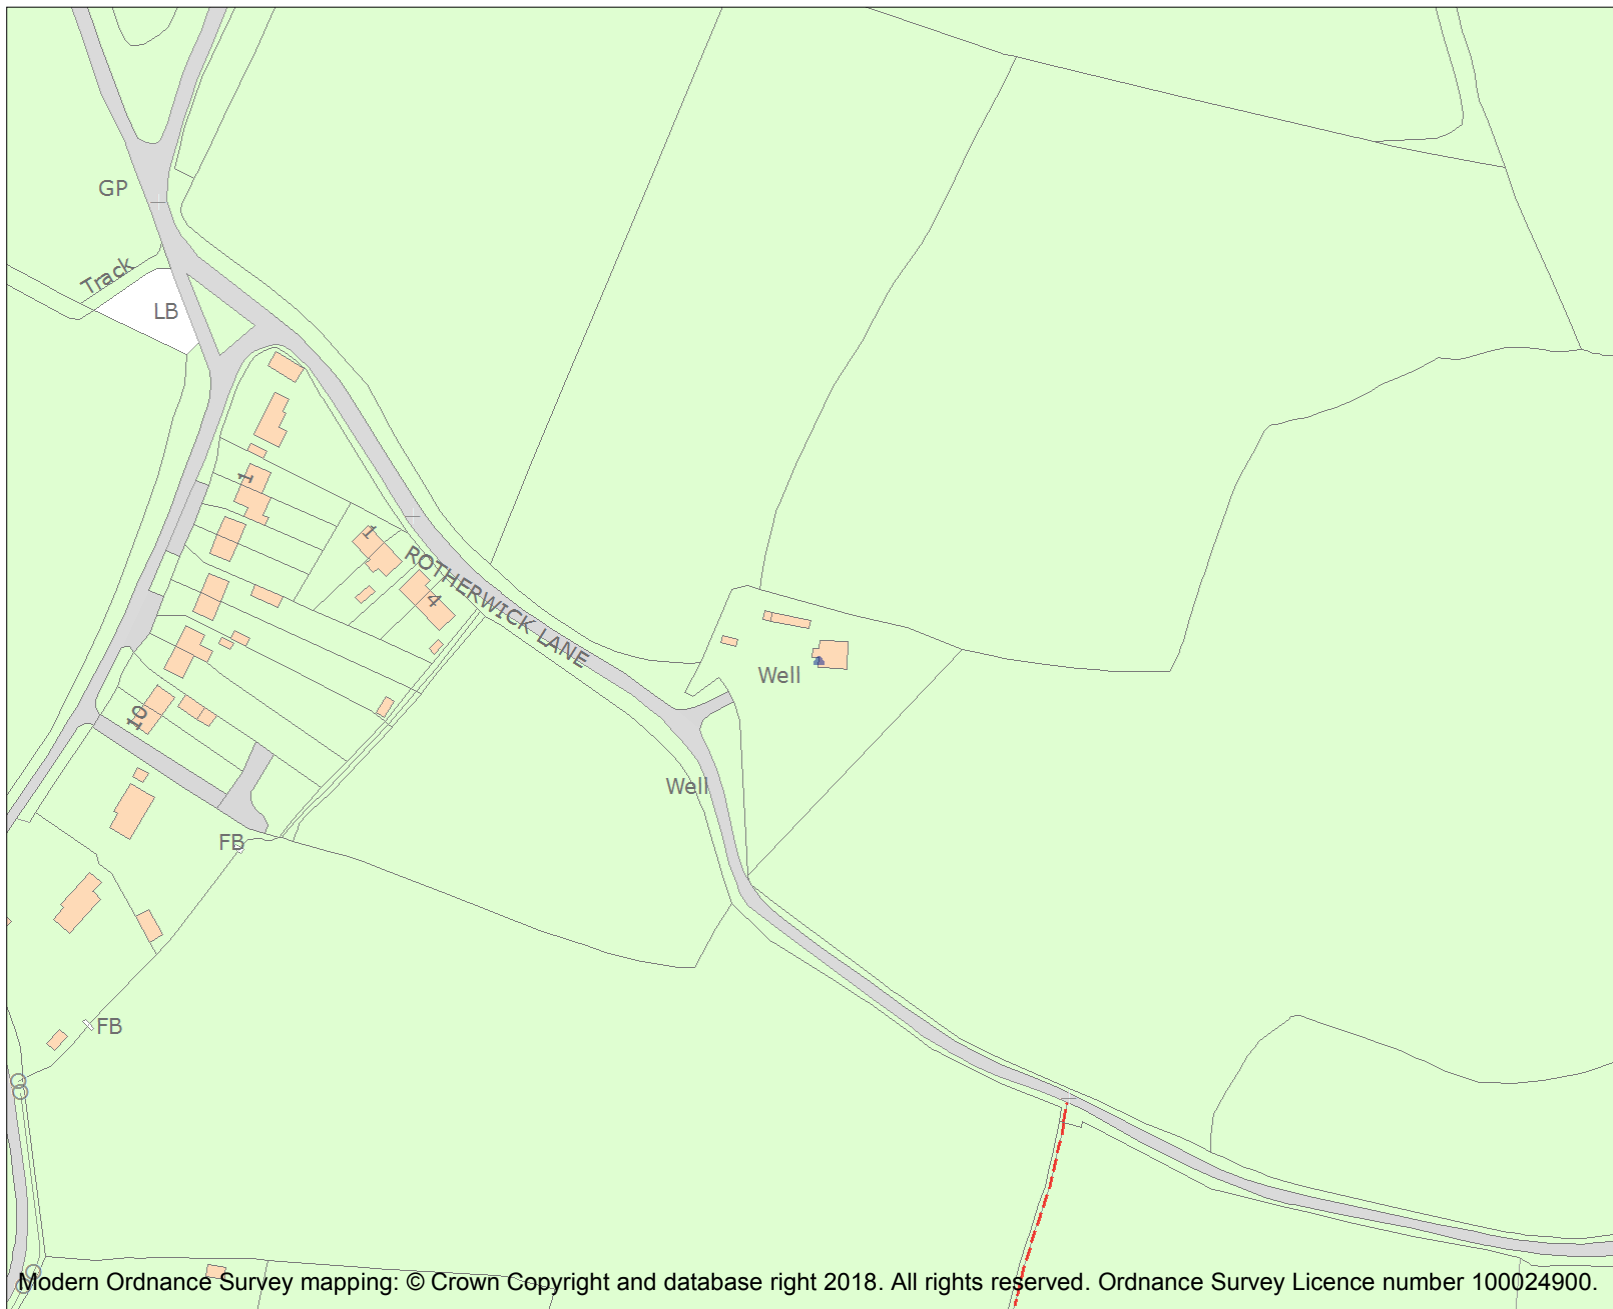 GP
Track
LB
1
1
ROTHERWICK LANE
4
Well
10
Well
FB
FB
Modern Ordnance Survey mapping: © Crown Copyright and database right 2018. All rights reserved. Ordnance Survey Licence number 100024900.